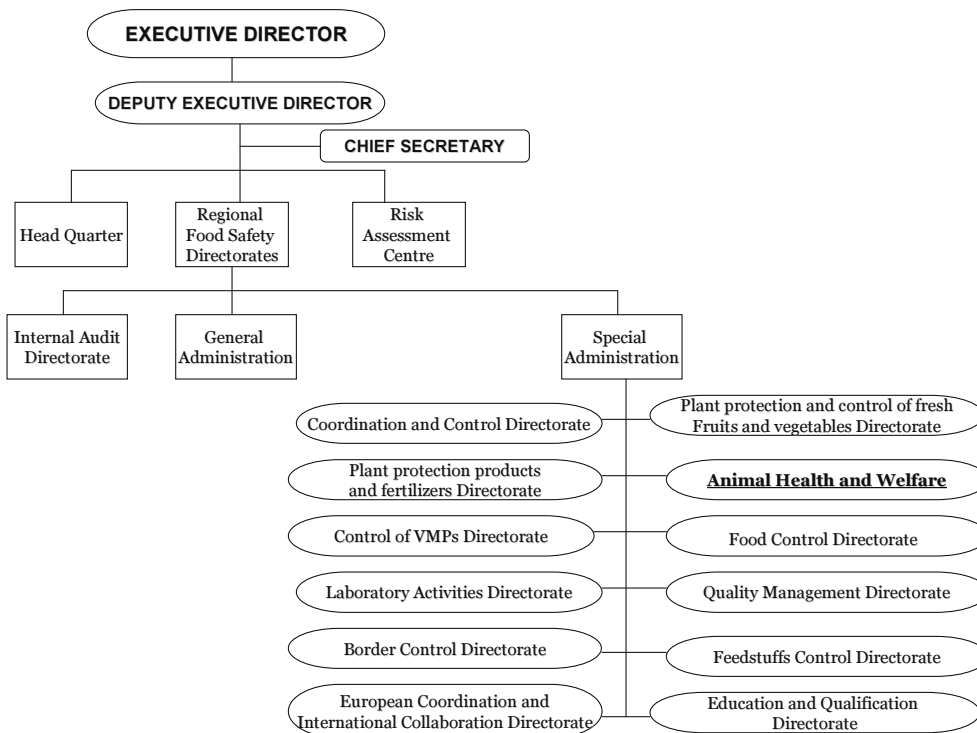 EXECUTIVE DIRECTOR
DEPUTY EXECUTIVE DIRECTOR
CHIEF SECRETARY
Head Quarter
Regional
Food Safety
Directorates
Risk
Assessment
Centre
Internal Audit
Directorate
General
Administration
Special
Administration
Coordination and Control Directorate
Plant protection and control of fresh
Fruits and vegetables Directorate
Plant protection products
and fertilizers Directorate
Animal Health and Welfare
Control of VMPs Directorate
Food Control Directorate
Laboratory Activities Directorate
Quality Management Directorate
Border Control Directorate
Feedstuffs Control Directorate
European Coordination and
International Collaboration Directorate
Education and Qualification
Directorate